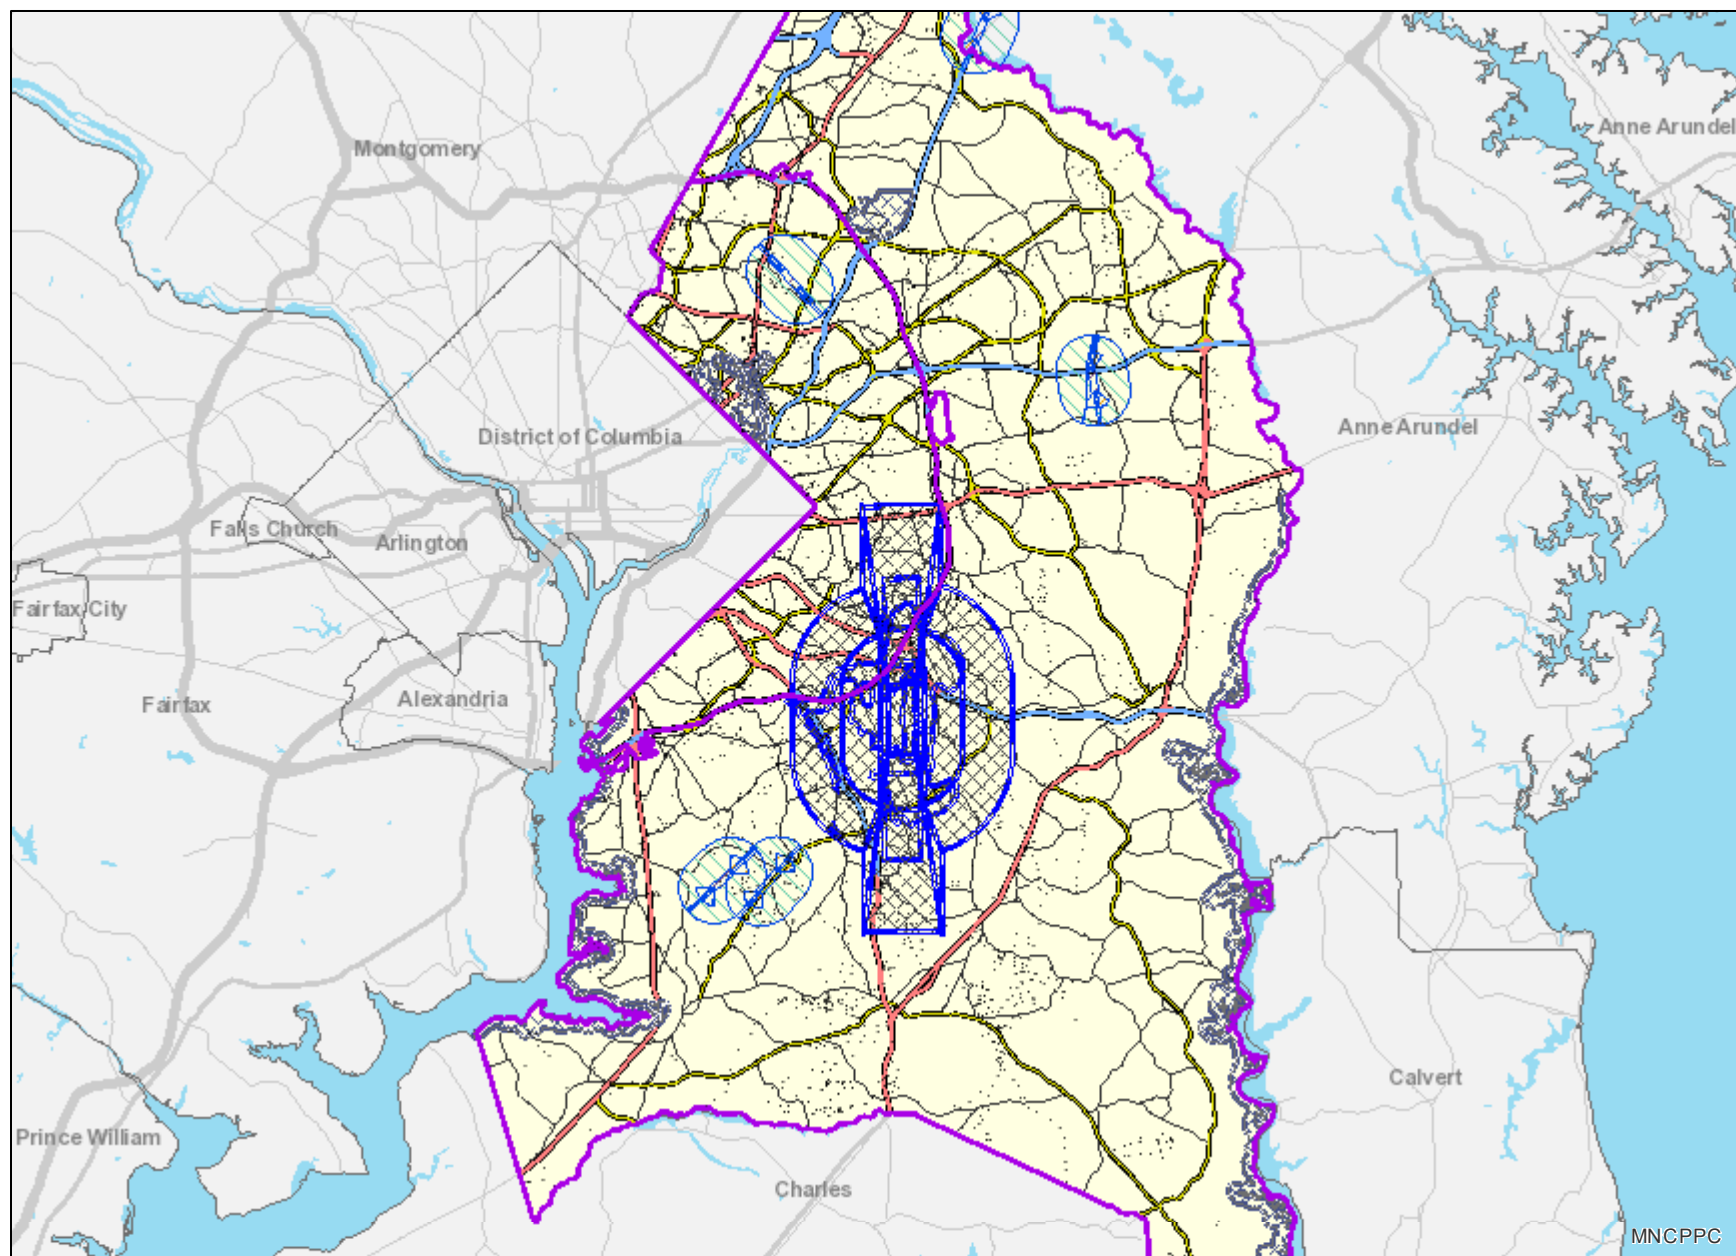 Anne Arundel
Montgomery
Anne Arundel
District of Columbia
Falls Church
Arlington
Fairfax City
Alexandria
Fairfax
Calvert
Prince William
Charles
MNCPPC